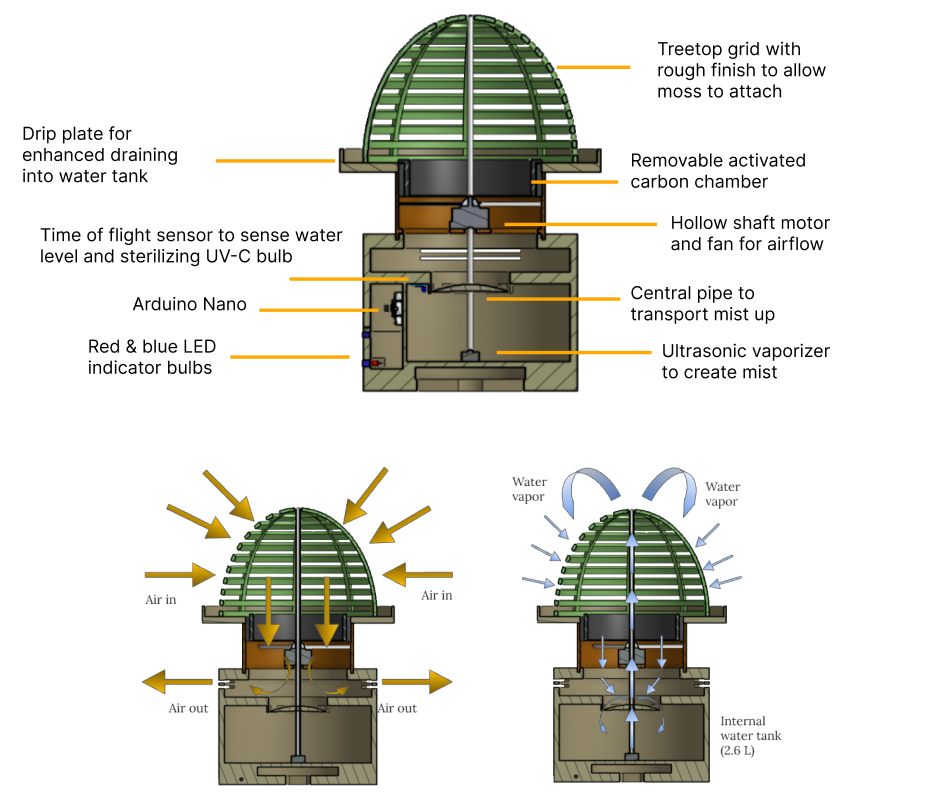 Treetop grid with
rough finish to allow
moss to attach
Drip plate for
enhanced draining
into water tank
Removable activated
carbon chamber
Hollow shaft motor
and fan for airflow
Time of flight sensor to sense water
level and sterilizing UV-C bulb
Central pipe to
transport mist up
Arduino Nano
Red & blue LED
indicator bulbs
Ultrasonic vaporizer
to create mist
Air in
Air in
Air out
Air out
Water
vapor
Water
vapor
Internal
water tank
(2.6 L)